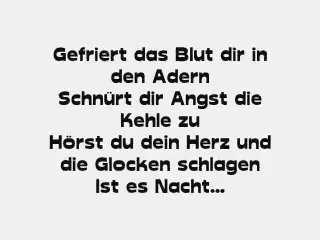 Gefriert das Blut dir in
den Adern
Schnürt dir Angst die
Kehle zu
Hörst du dein Herz und
die Glocken schlagen
Ist es Nacht...